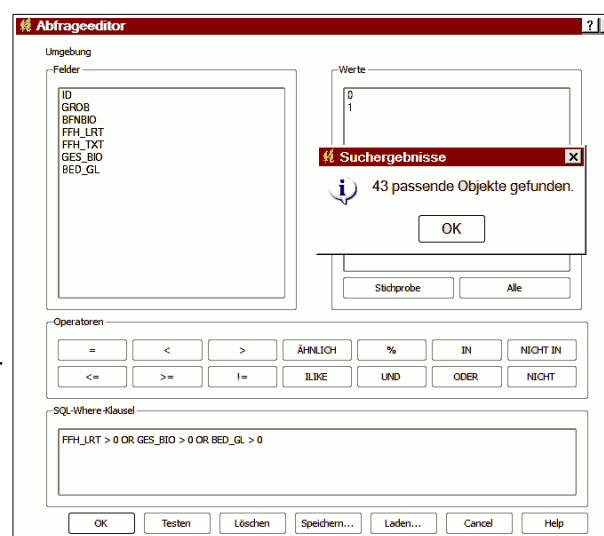 Abfrageeditor
?
Umgebung
Felder
Werte
ID
GROB
BFNBIO
FFH_LRT
FFH_TXT
GES_BIO
BED_GL
0
1
Suchergebnisse
43 passende Objekte gefunden.
OK
Stichprobe Alle
Operatoren
= < > ÄHNLICH % IN NICHT IN
<= >= != ILIKE UND ODER NICHT
SQL-Where-Klausel
FFH_LRT > 0 OR GES_BIO > 0 OR BED_GL > 0
OK Testen Löschen Speichern... Laden... Cancel Help